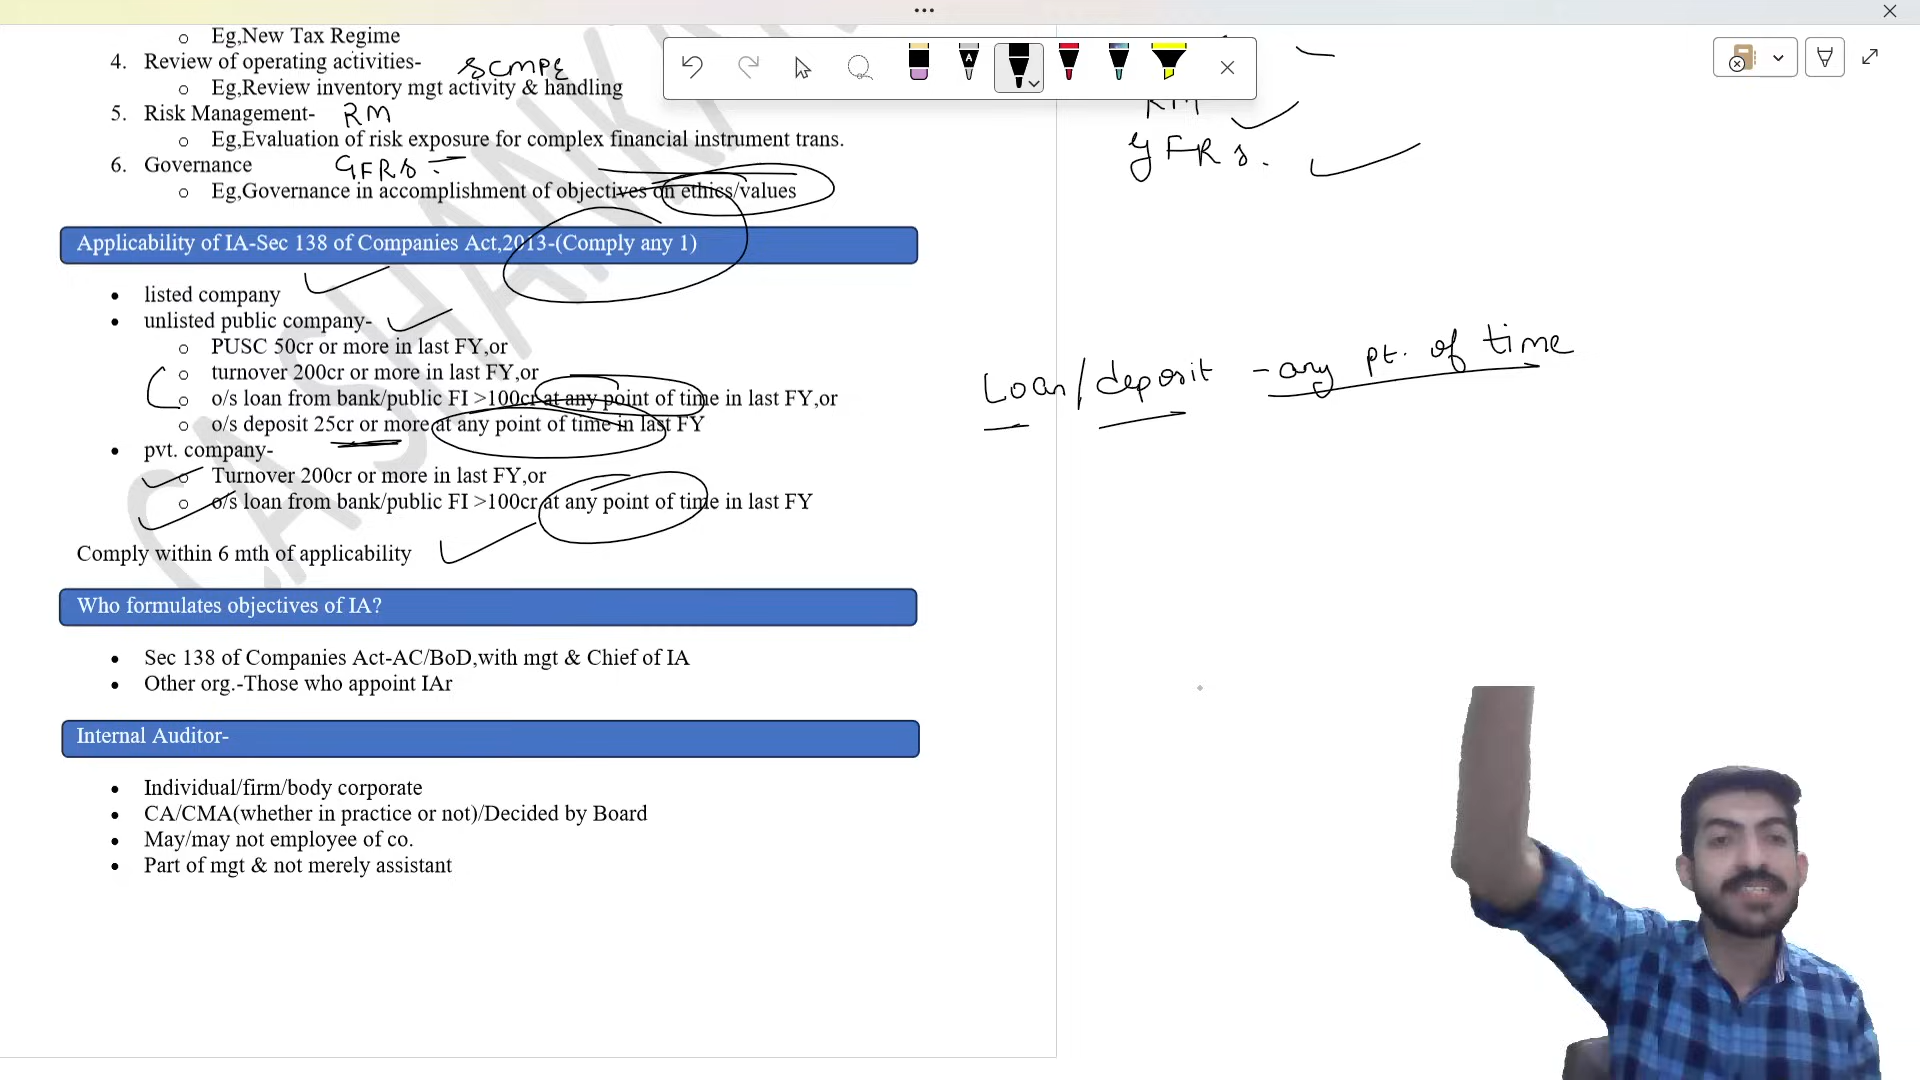 o Eg,New Tax Regime
4. Review of operating activities- SCMPE
o Eg,Review inventory mgt activity & handling
5. Risk Management- RM
o Eg,Evaluation of risk exposure for complex financial instrument trans.
6. Governance GFRS
o Eg,Governance in accomplishment of objectives on ethics/values
RM
GFRS.
Applicability of IA-Sec 138 of Companies Act,2013-(Comply any 1)
• listed company
• unlisted public company-
o PUSC 50cr or more in last FY,or
o turnover 200cr or more in last FY,or
o o/s loan from bank/public FI >100cr at any point of time in last FY,or
o o/s deposit 25cr or more at any point of time in last FY
• pvt. company-
o Turnover 200cr or more in last FY,or
o o/s loan from bank/public FI >100cr at any point of time in last FY
Comply within 6 mth of applicability
Loan/deposit - any pt. of time
Who formulates objectives of IA?
• Sec 138 of Companies Act-AC/BoD,with mgt & Chief of IA
• Other org.-Those who appoint IAr
Internal Auditor-
• Individual/firm/body corporate
• CA/CMA(whether in practice or not)/Decided by Board
• May/may not employee of co.
• Part of mgt & not merely assistant
CA SHANKA